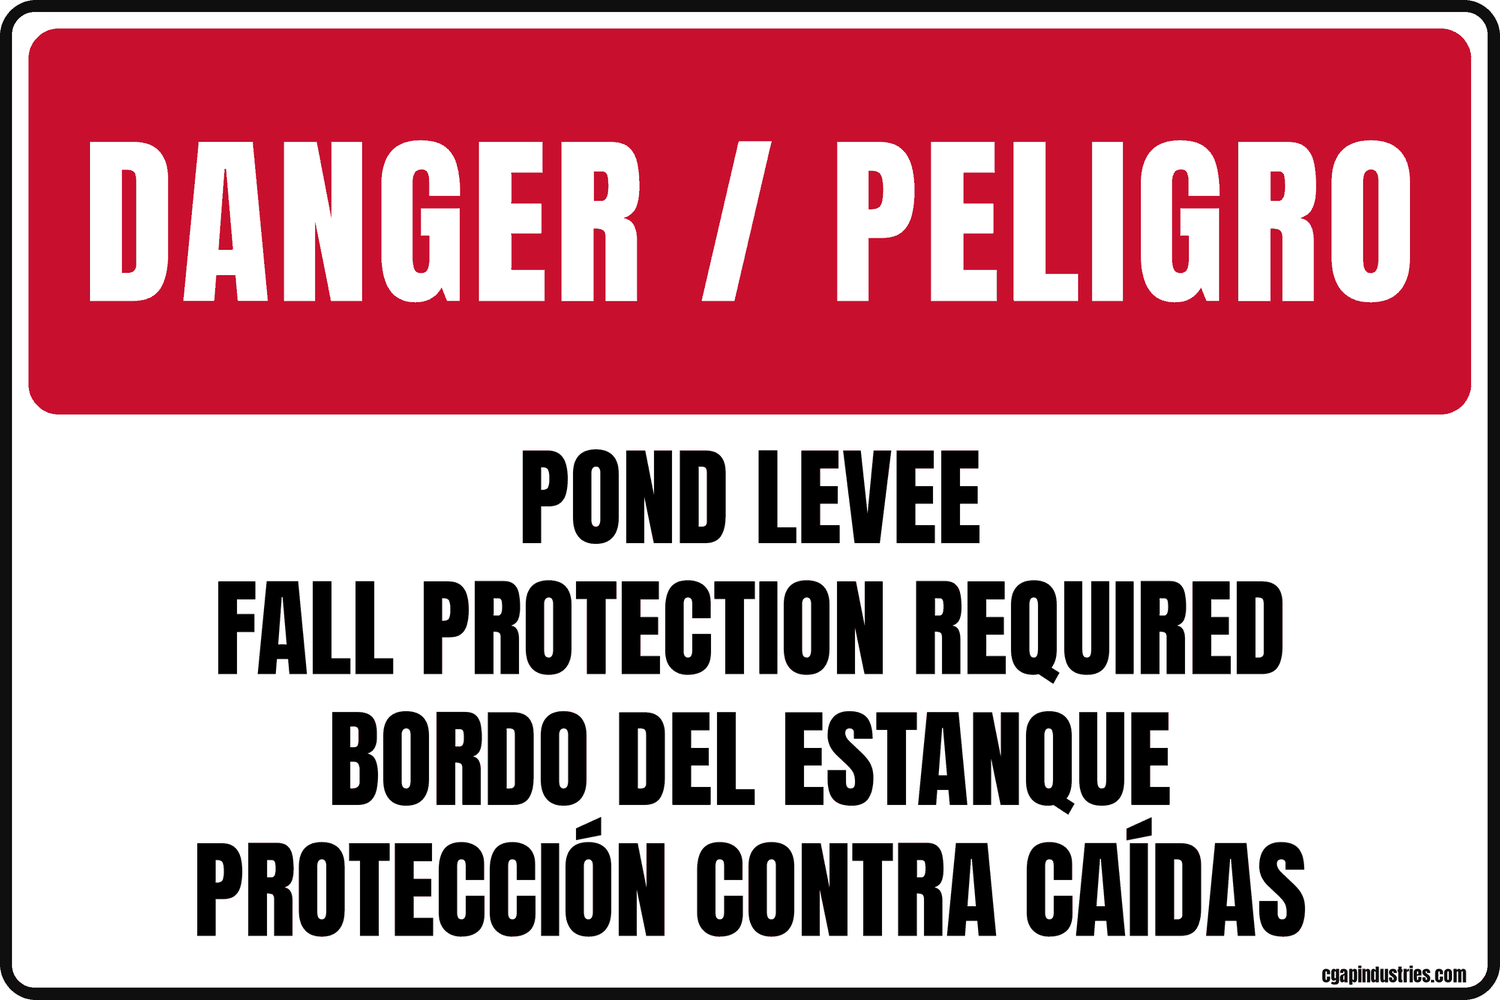 DANGER / PELIGRO
POND LEVEE
FALL PROTECTION REQUIRED
BORDO DEL ESTANQUE
PROTECCIÓN CONTRA CAÍDAS
cgapindustries.com